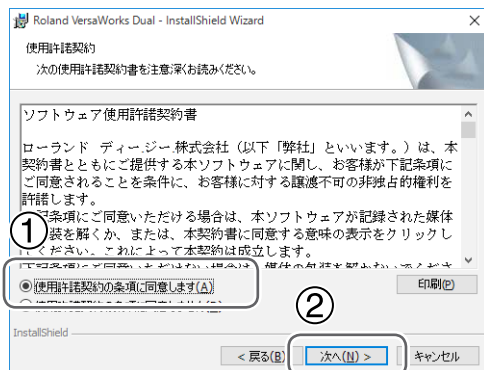 Roland VersaWorks Dual - InstallShield Wizard
使用許諾契約
次の使用許諾契約書を注意深くお読みください。
ソフトウェア使用許諾契約書
ローランド ディー.ジー.株式会社（以下「弊社」といいます。）は、本
契約書とともにご提供する本ソフトウェアに関し、お客様が下記条項に
ご同意されることを条件に、お客様に対する譲渡不可の非独占的権利を
許諾します。
下記条項にご同意いただける場合は、本ソフトウェアが記録された媒体
装を解くか、または、本契約書に同意する意味の表示をクリックし
ください。これによって本契約は成立します。
①
使用許諾契約の条項に同意します(A)
印刷(P)
②
InstallShield
< 戻る(B)
次へ(N) >
キャンセル